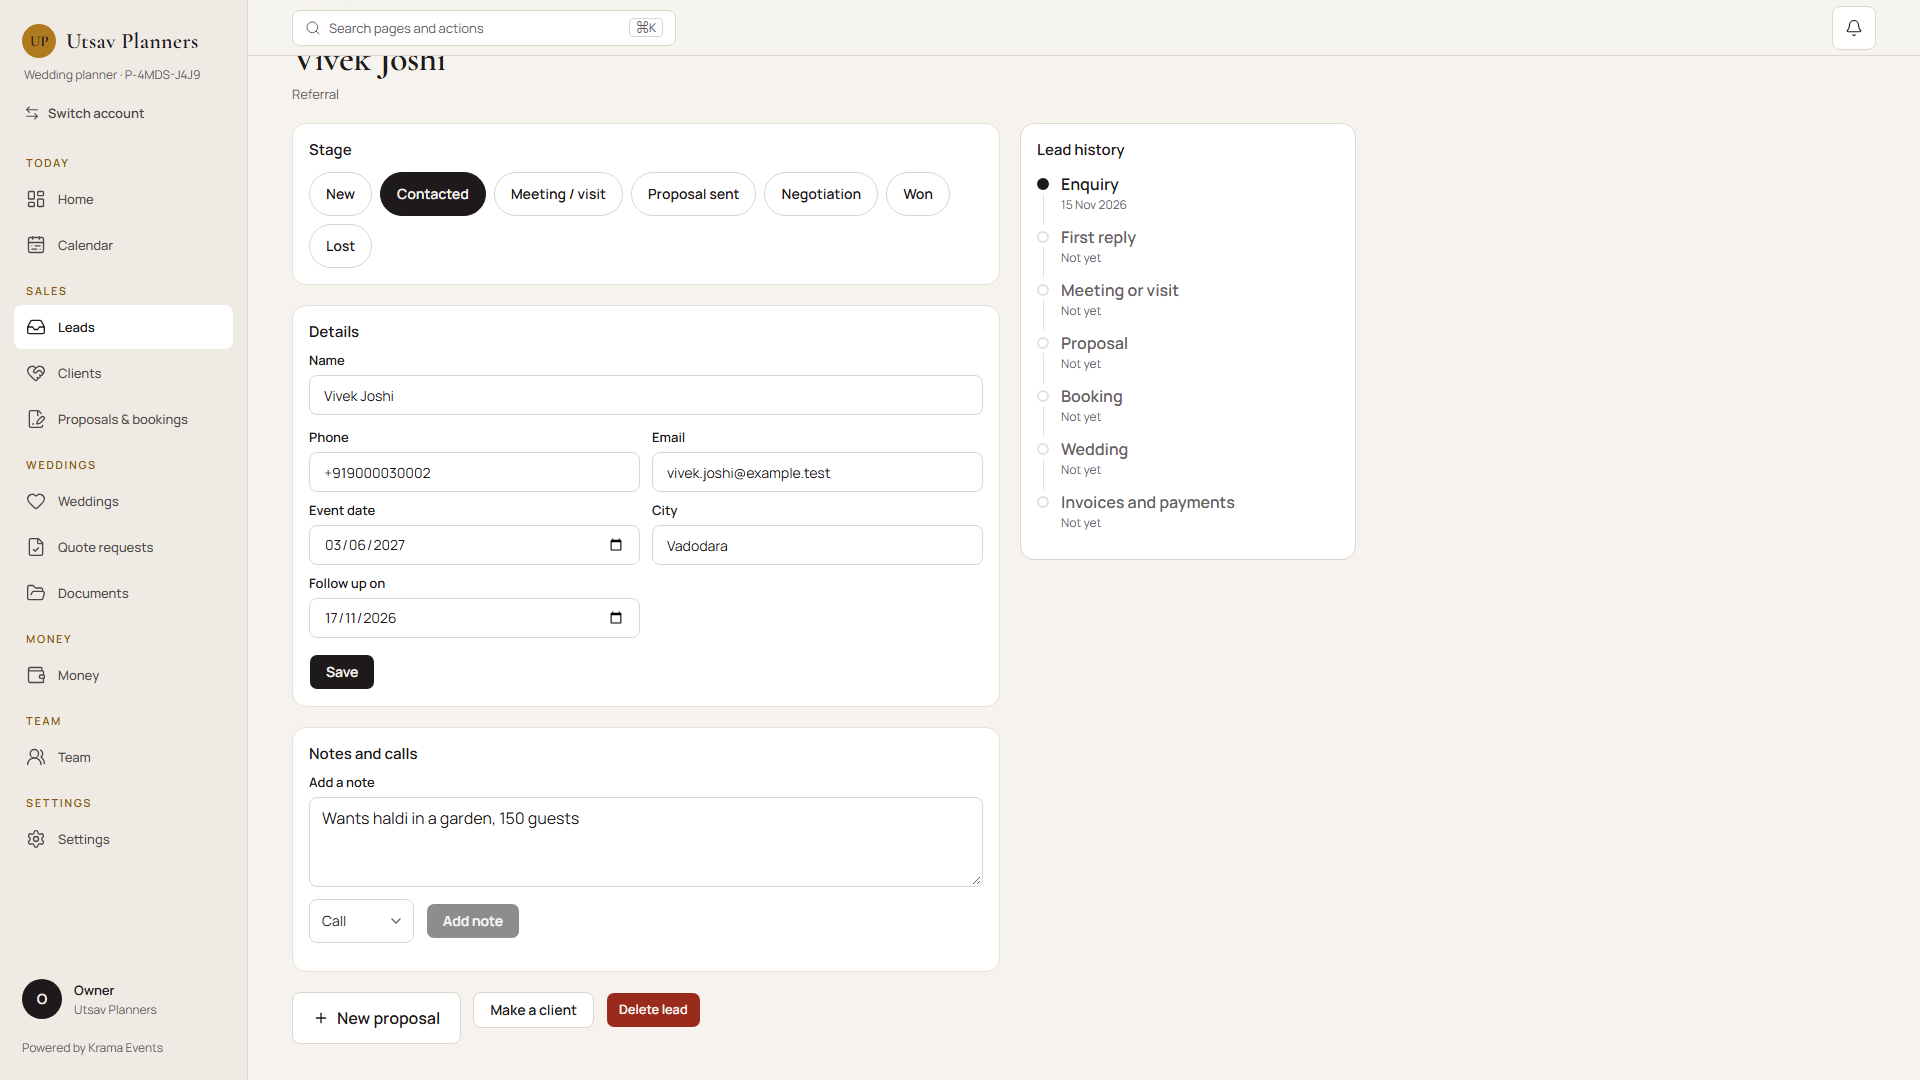 UP Utsav Planners
Wedding planner · P-4MDS-J4J9
Switch account
TODAY
Home
Calendar
SALES
Leads
Clients
Proposals & bookings
WEDDINGS
Weddings
Quote requests
Documents
MONEY
Money
TEAM
Team
SETTINGS
Settings
O
Owner
Utsav Planners
Powered by Krama Events
Search pages and actions ⌘K
Vivek Joshi
Referral
Stage
New Contacted Meeting / visit Proposal sent Negotiation Won
Lost
Details
Name
Vivek Joshi
Phone Email
+919000030002 vivek.joshi@example.test
Event date City
03/06/2027 Vadodara
Follow up on
17/11/2026
Save
Notes and calls
Add a note
Wants haldi in a garden, 150 guests
Call Add note
+ New proposal Make a client Delete lead
Lead history
Enquiry
15 Nov 2026
First reply
Not yet
Meeting or visit
Not yet
Proposal
Not yet
Booking
Not yet
Wedding
Not yet
Invoices and payments
Not yet